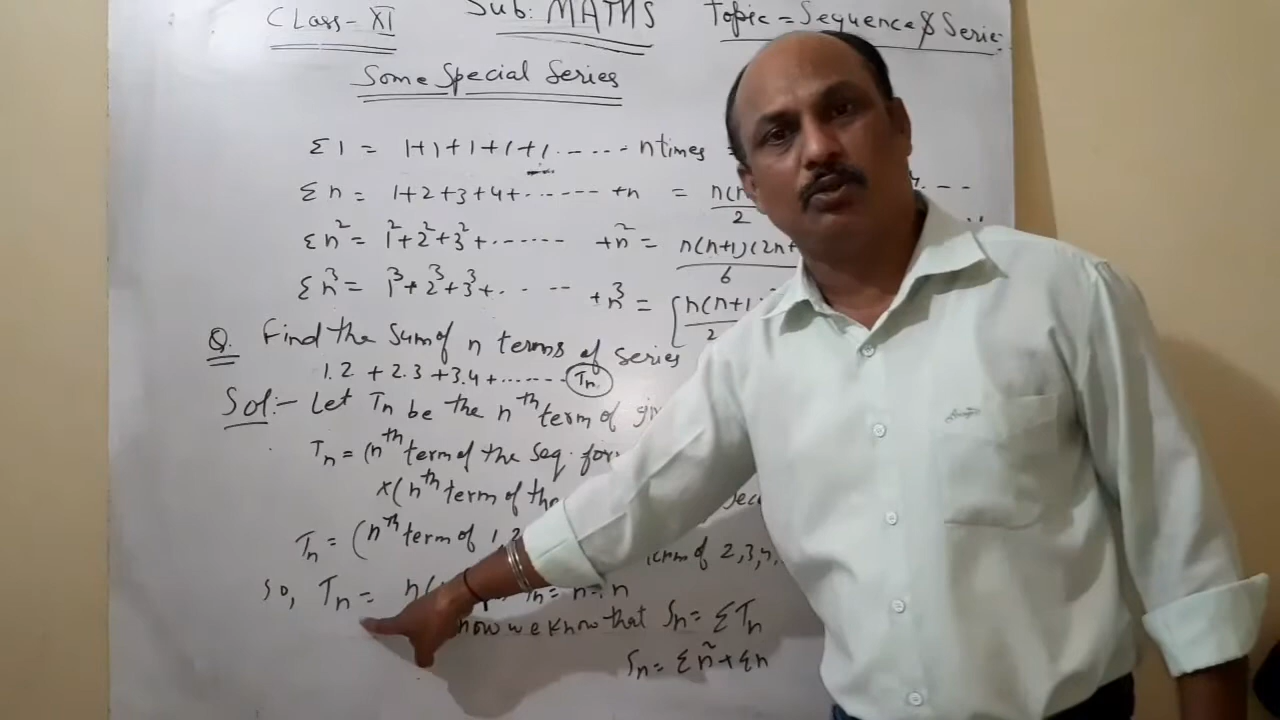 Class-XI Sub: MATHS Topic = Sequence & Serie
Some Special Series
Σ1 = 1+1+1+1+1.----- n times =
Σn = 1+2+3+4+....... +n = n(n /2
Σn² = 1²+2²+3²+...... +n² = n(n+1)(2n+ /6
Σn³ = 1³+2³+3³+..... +n³ = [n(n+1 /2
Q. Find the sum of n terms of series
1.2 + 2.3 + 3.4 +....... Tn
Sol:- Let Tn be the nth term of
Tn = (nth term of the seq.
x(nth term of the
Tn = (nth term of 1, 2 of 2,3,
so, Tn = n(
now we know that Sn = ΣTn
Sn = Σn² + Σn